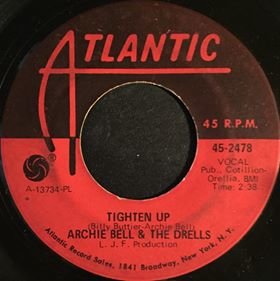 ATLANTIC
45 R.P.M.
45-2478
VOCAL
Pub., Cotillion-
Orellia, BMI
Time: 2:38
A-13734-PL
TIGHTEN UP
(Billy Buttier-Archie Bell)
ARCHIE BELL & THE DRELLS
L. J. F. Production
Atlantic Record Sales, 1841 Broadway, New York, N. Y.